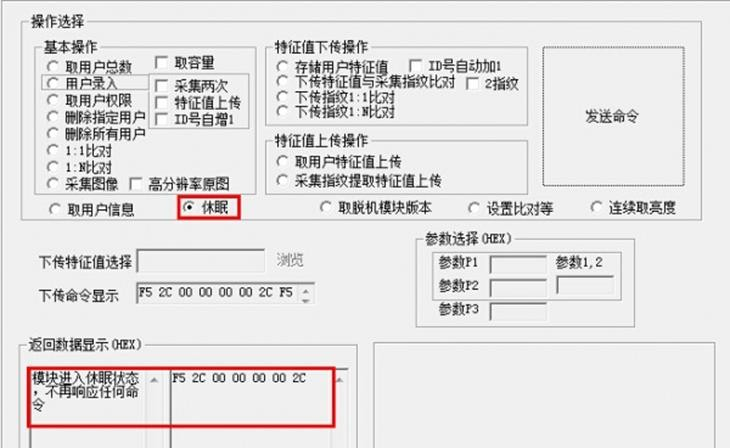 操作选择
基本操作
取用户总数
取容量
用户录入
采集两次
取用户权限
特征值上传
删除指定用户
ID号自增1
删除所有用户
1:1比对
1:N比对
采集图像
高分辨率原图
特征值下传操作
存储用户特征值
ID号自动加1
下传特征值与采集指纹比对
2指纹
下传指纹1:1比对
下传指纹1:N比对
特征值上传操作
取用户特征值上传
采集指纹提取特征值上传
发送命令
取用户信息
休眠
取脱机模块版本
设置比对等
连续取亮度
下传特征值选择
浏览
下传命令显示
F5 2C 00 00 00 00 2C F5
参数选择(HEX)
参数P1
参数1,2
参数P2
参数P3
返回数据显示(HEX)
模块进入休眠状态
，不再响应任何命
令
F5 2C 00 00 00 00 2C